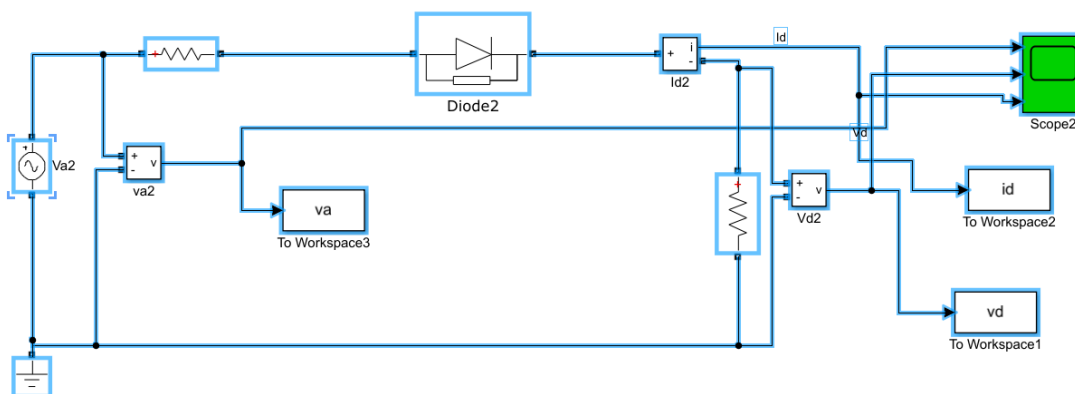 Id
i
+
-
Id2
Diode2
Scope2
Vd
Va2
+
-
v
va2
va
To Workspace3
+
-
v
Vd2
id
To Workspace2
vd
To Workspace1